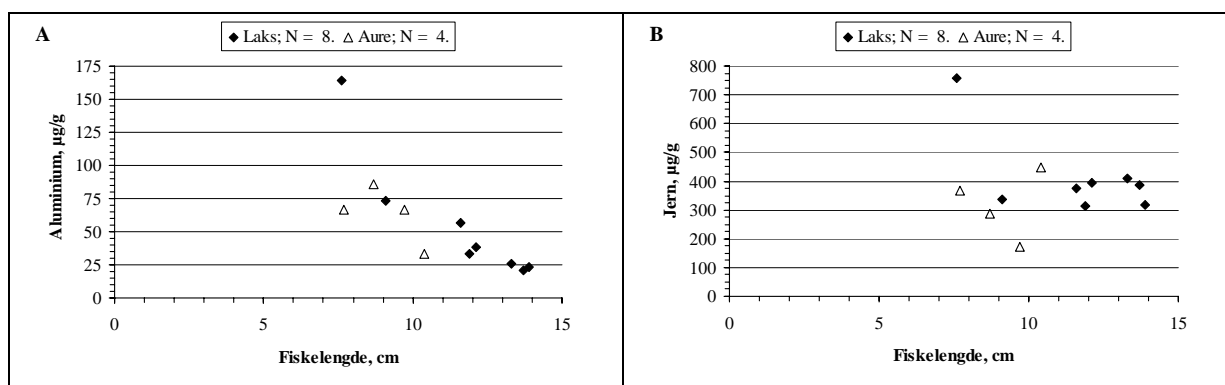 A
◆ Laks; N = 8. △ Aure; N = 4.
Aluminium, µg/g
175
150
125
100
75
50
25
0
0 5 10 15
Fiskelengde, cm
B
◆ Laks; N = 8. △ Aure; N = 4.
Jern, µg/g
800
700
600
500
400
300
200
100
0
0 5 10 15
Fiskelengde, cm